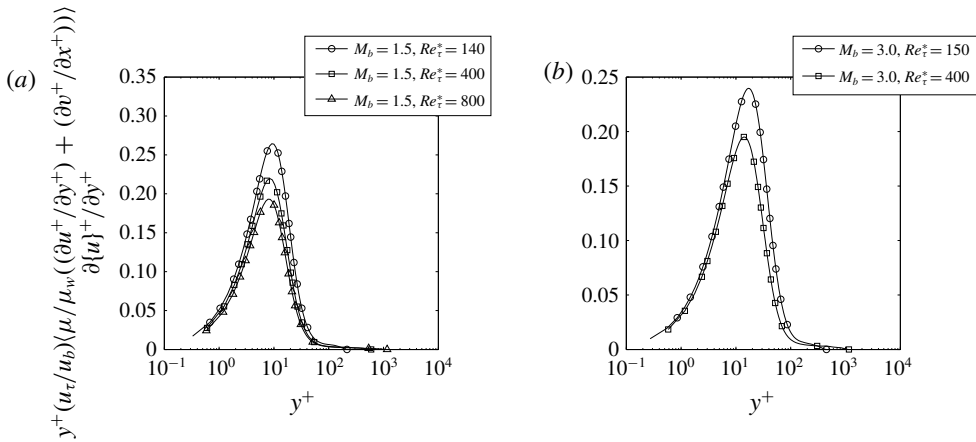 y⁺(u_τ/u_b)⟨μ/μ_w((∂u⁺/∂y⁺) + (∂v⁺/∂x⁺))⟩
∂{u}⁺/∂y⁺
(a)
M_b = 1.5, Re*_τ = 140
M_b = 1.5, Re*_τ = 400
M_b = 1.5, Re*_τ = 800
0.35
0.30
0.25
0.20
0.15
0.10
0.05
0
10⁻¹ 10⁰ 10¹ 10² 10³ 10⁴
y⁺
(b)
M_b = 3.0, Re*_τ = 150
M_b = 3.0, Re*_τ = 400
0.25
0.20
0.15
0.10
0.05
0
10⁻¹ 10⁰ 10¹ 10² 10³ 10⁴
y⁺